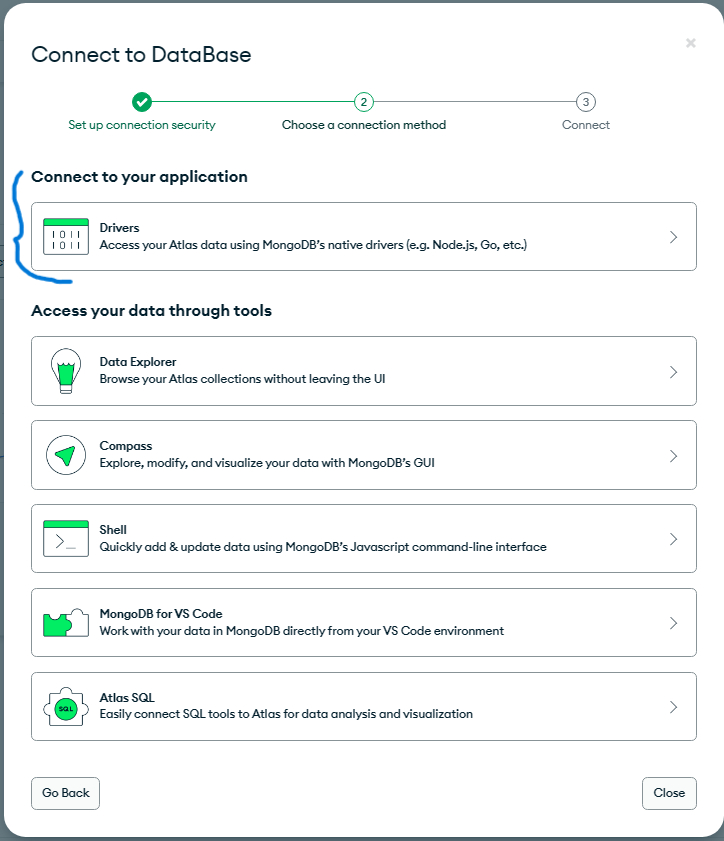 Connect to DataBase
×
2
3
Set up connection security
Choose a connection method
Connect
Connect to your application
1011
1011
Drivers
Access your Atlas data using MongoDB's native drivers (e.g. Node.js, Go, etc.)
Access your data through tools
Data Explorer
Browse your Atlas collections without leaving the UI
Compass
Explore, modify, and visualize your data with MongoDB's GUI
>_
Shell
Quickly add & update data using MongoDB's Javascript command-line interface
MongoDB for VS Code
Work with your data in MongoDB directly from your VS Code environment
SQL
Atlas SQL
Easily connect SQL tools to Atlas for data analysis and visualization
Go Back
Close